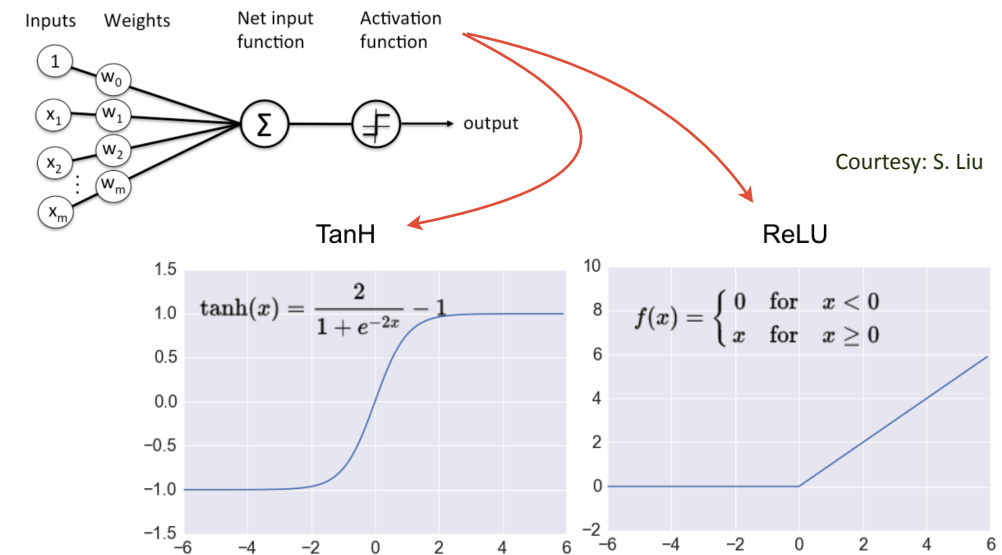 Inputs Weights Net input function Activation function
1
w0
x1 w1
x2 w2
⋮
wm
xm
Σ
output
Courtesy: S. Liu
TanH
1.5
1.0
0.5
0.0
−0.5
−1.0
−1.5
−6 −4 −2 0 2 4 6
tanh(x) = 2 / (1 + e^−2x) − 1
ReLU
10
8
6
4
2
0
−2
−6 −4 −2 0 2 4 6
f(x) = { 0 for x < 0
x for x ≥ 0